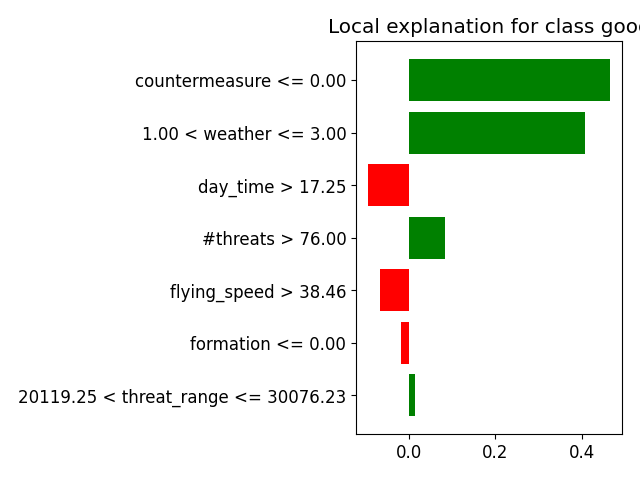 Local explanation for class good
countermeasure <= 0.00
1.00 < weather <= 3.00
day_time > 17.25
#threats > 76.00
flying_speed > 38.46
formation <= 0.00
20119.25 < threat_range <= 30076.23
0.0 0.2 0.4